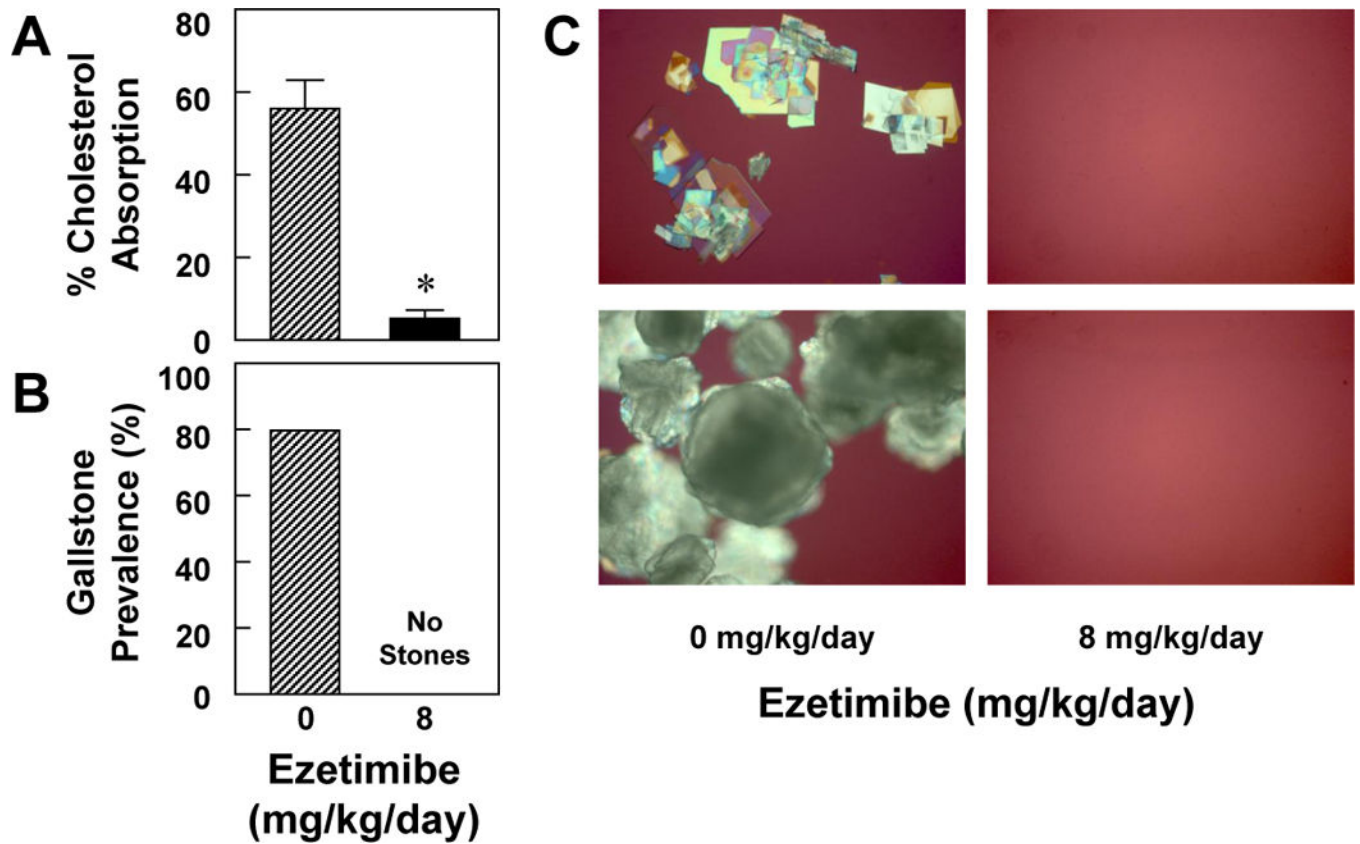 A
% Cholesterol
Absorption
80
60
40
20
0
*
B
Gallstone
Prevalence (%)
100
80
60
40
20
0
No
Stones
0 8
Ezetimibe
(mg/kg/day)
C
0 mg/kg/day 8 mg/kg/day
Ezetimibe (mg/kg/day)